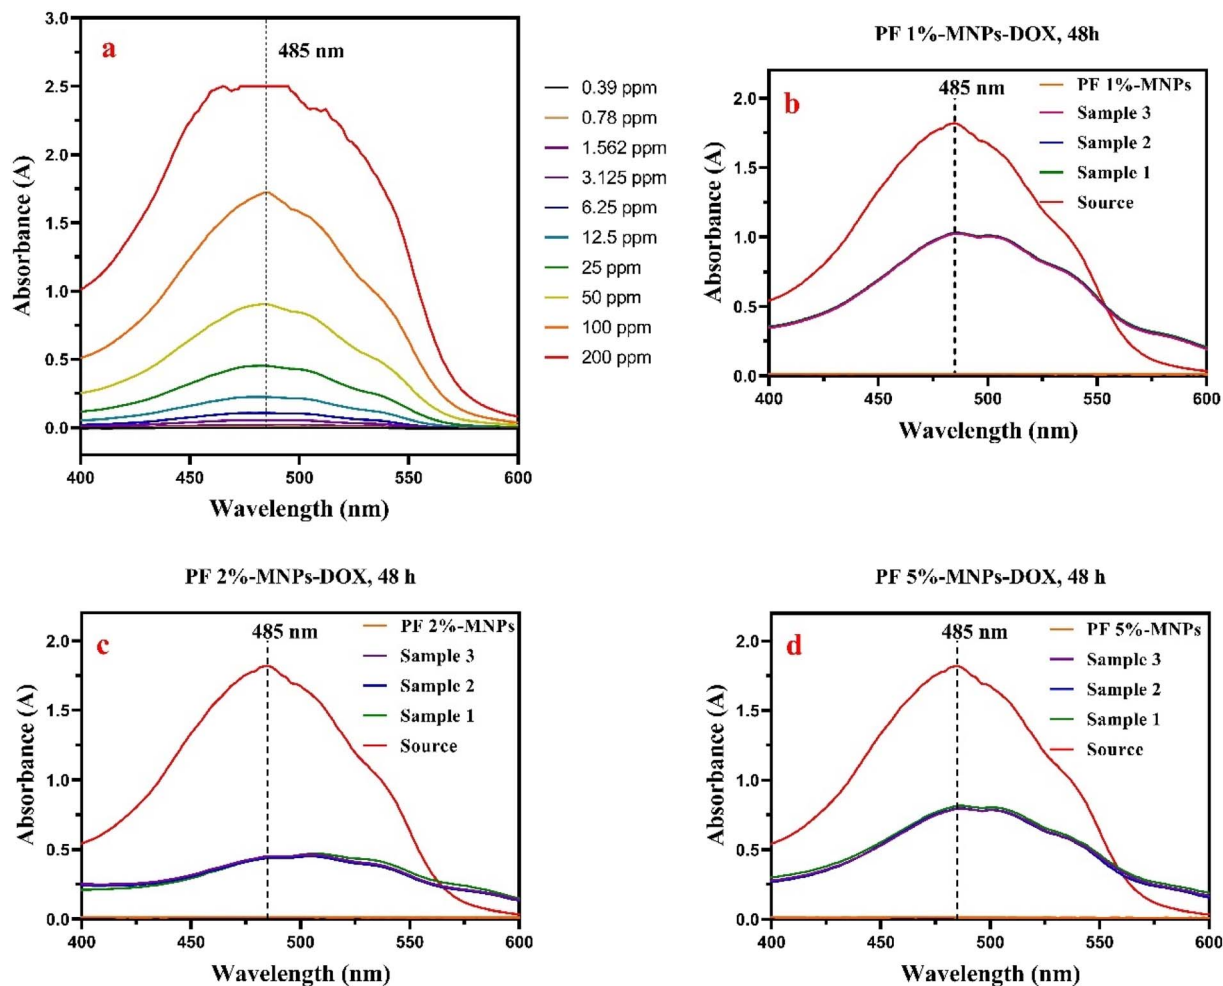 a
485 nm
3.0
2.5
2.0
1.5
1.0
0.5
0.0
400
450
500
550
600
Absorbance (A)
Wavelength (nm)
0.39 ppm
0.78 ppm
1.562 ppm
3.125 ppm
6.25 ppm
12.5 ppm
25 ppm
50 ppm
100 ppm
200 ppm
PF 1%-MNPs-DOX, 48h
b
485 nm
PF 1%-MNPs
Sample 3
Sample 2
Sample 1
Source
2.0
1.5
1.0
0.5
0.0
400
450
500
550
600
Absorbance (A)
Wavelength (nm)
PF 2%-MNPs-DOX, 48 h
c
485 nm
PF 2%-MNPs
Sample 3
Sample 2
Sample 1
Source
2.0
1.5
1.0
0.5
0.0
400
450
500
550
600
Absorbance (A)
Wavelength (nm)
PF 5%-MNPs-DOX, 48 h
d
485 nm
PF 5%-MNPs
Sample 3
Sample 2
Sample 1
Source
2.0
1.5
1.0
0.5
0.0
400
450
500
550
600
Absorbance (A)
Wavelength (nm)